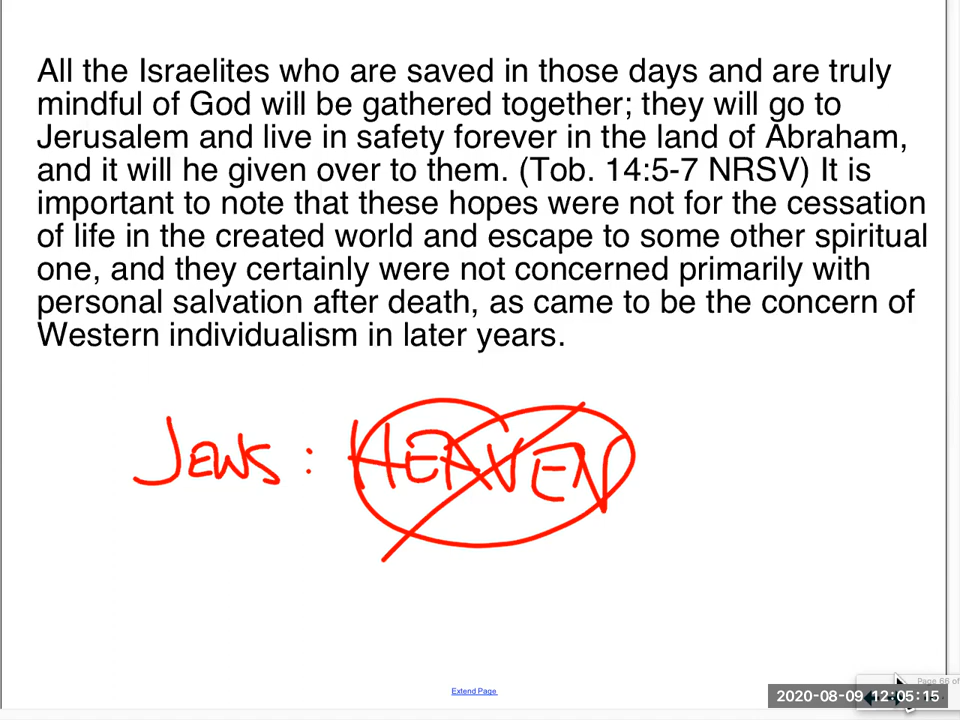 All the Israelites who are saved in those days and are truly
mindful of God will be gathered together; they will go to
Jerusalem and live in safety forever in the land of Abraham,
and it will he given over to them. (Tob. 14:5-7 NRSV) It is
important to note that these hopes were not for the cessation
of life in the created world and escape to some other spiritual
one, and they certainly were not concerned primarily with
personal salvation after death, as came to be the concern of
Western individualism in later years.
JEWS: HEAVEN
Extend Page
Page 66 of
2020-08-09 12:05:15